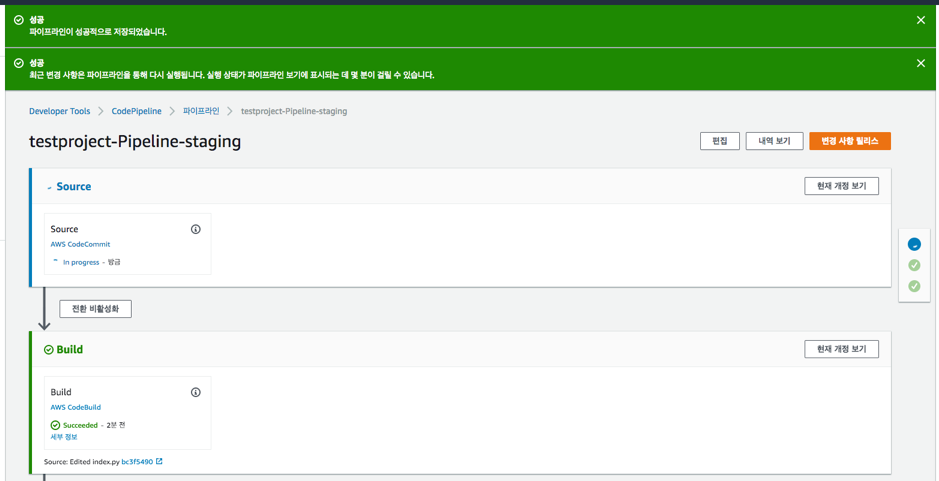 성공
파이프라인이 성공적으로 저장되었습니다.
성공
최근 변경 사항은 파이프라인을 통해 다시 실행됩니다. 실행 상태가 파이프라인 보기에 표시되는 데 몇 분이 걸릴 수 있습니다.
Developer Tools > CodePipeline > 파이프라인 > testproject-Pipeline-staging
testproject-Pipeline-staging
편집 내역 보기 변경 사항 릴리스
Source
현재 개정 보기
Source
AWS CodeCommit
In progress - 방금
전환 비활성화
Build
현재 개정 보기
Build
AWS CodeBuild
Succeeded - 2분 전
세부 정보
Source: Edited index.py bc3f5490